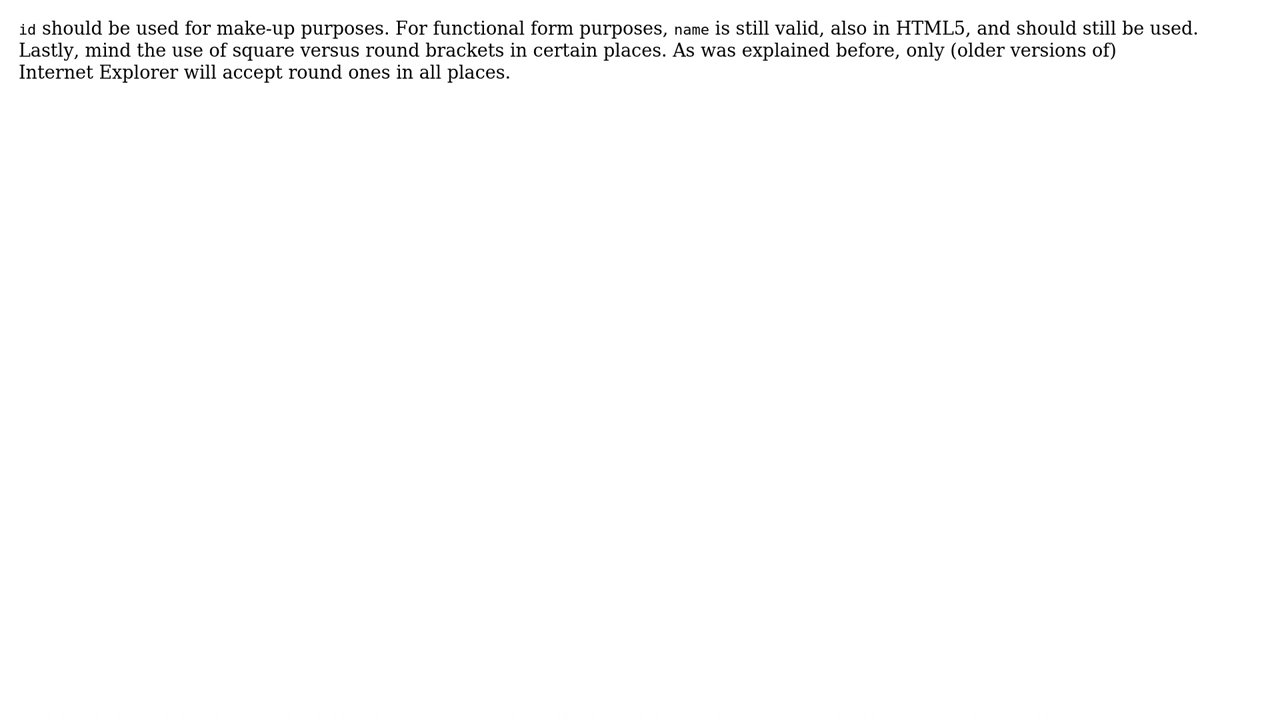 id should be used for make-up purposes. For functional form purposes, name is still valid, also in HTML5, and should still be used.
Lastly, mind the use of square versus round brackets in certain places. As was explained before, only (older versions of)
Internet Explorer will accept round ones in all places.